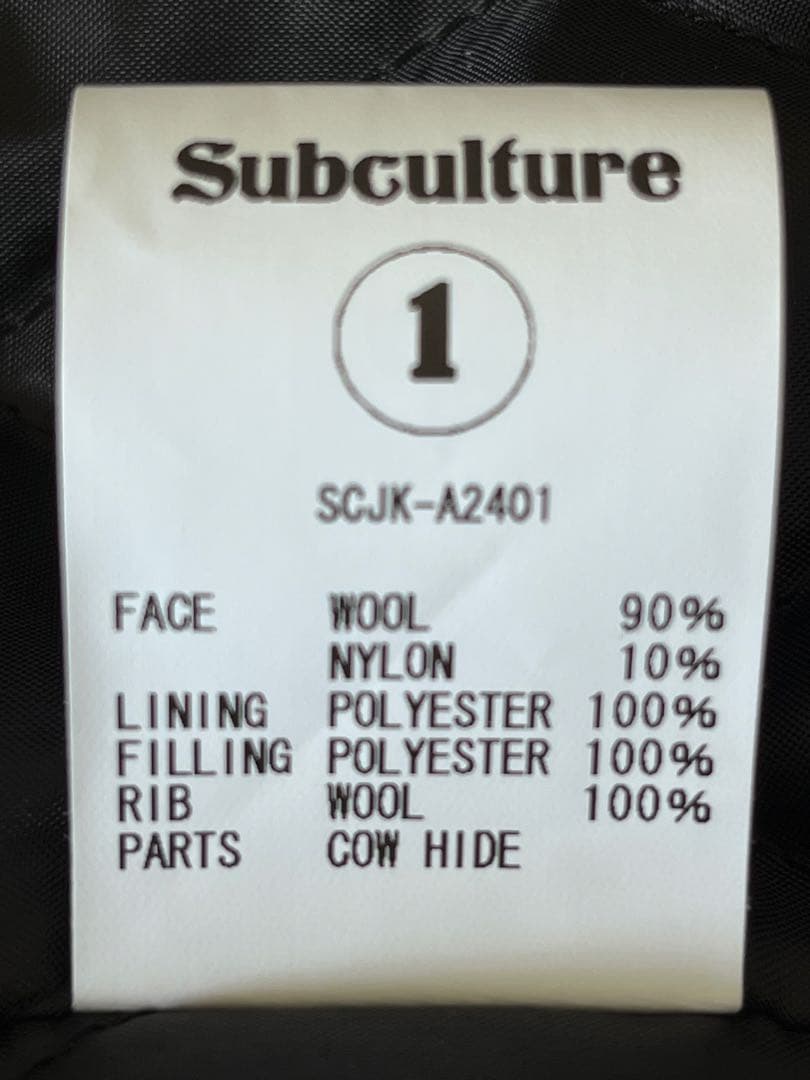 Subculture
1
SCJK-A2401
FACE WOOL 90%
NYLON 10%
LINING POLYESTER 100%
FILLING POLYESTER 100%
RIB WOOL 100%
PARTS COW HIDE